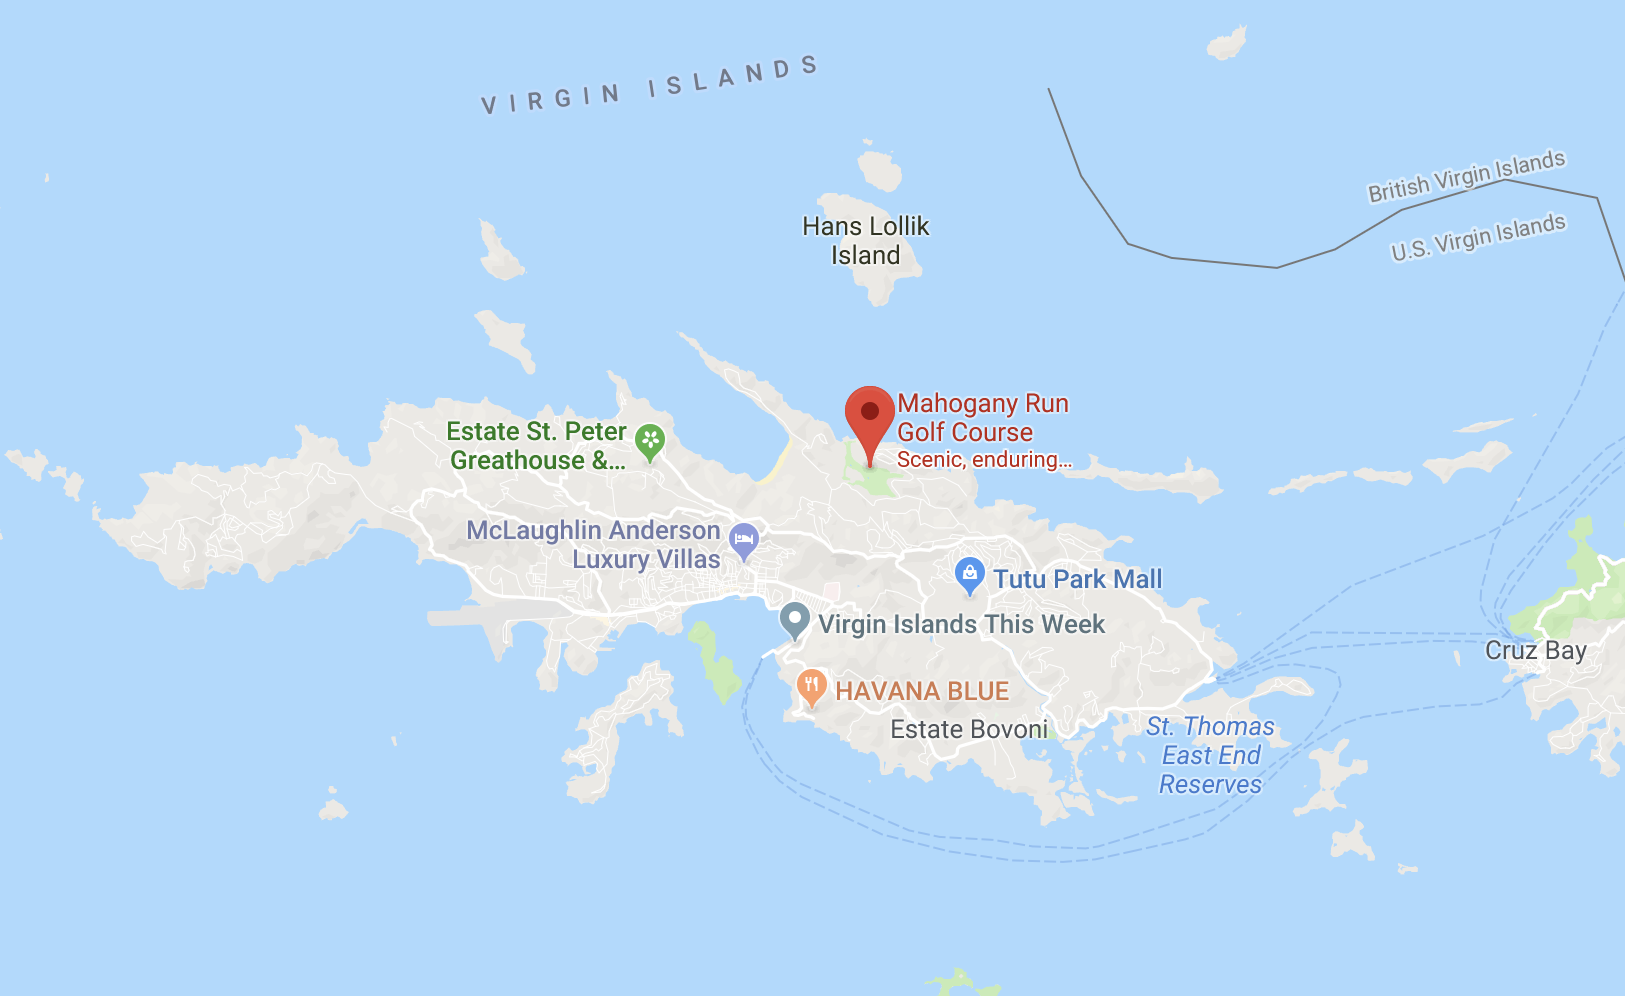 VIRGIN ISLANDS
British Virgin Islands
U.S. Virgin Islands
Hans Lollik
Island
Mahogany Run
Golf Course
Scenic, enduring...
Estate St. Peter
Greathouse &...
McLaughlin Anderson
Luxury Villas
Tutu Park Mall
Virgin Islands This Week
Cruz Bay
HAVANA BLUE
Estate Bovoni
St. Thomas
East End
Reserves